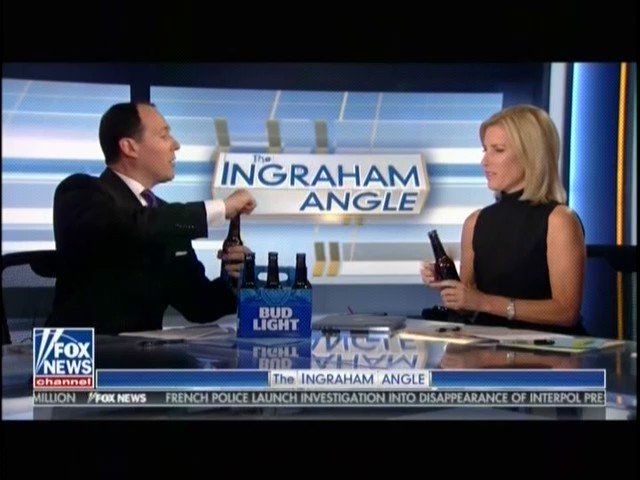 The
INGRAHAM
ANGLE
BUD
LIGHT
FOX
NEWS
channel
The INGRAHAM ANGLE
MILLION FOX NEWS FRENCH POLICE LAUNCH INVESTIGATION INTO DISAPPEARANCE OF INTERPOL PRE